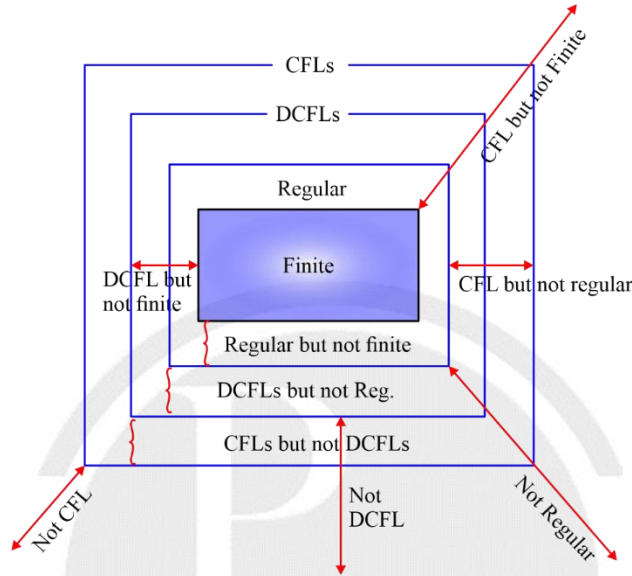 CFLs
CFL but not Finite
DCFLs
Regular
Finite
DCFL but
not finite
CFL but not regular
Regular but not finite
DCFLs but not Reg.
CFLs but not DCFLs
Not CFL
Not
DCFL
Not Regular